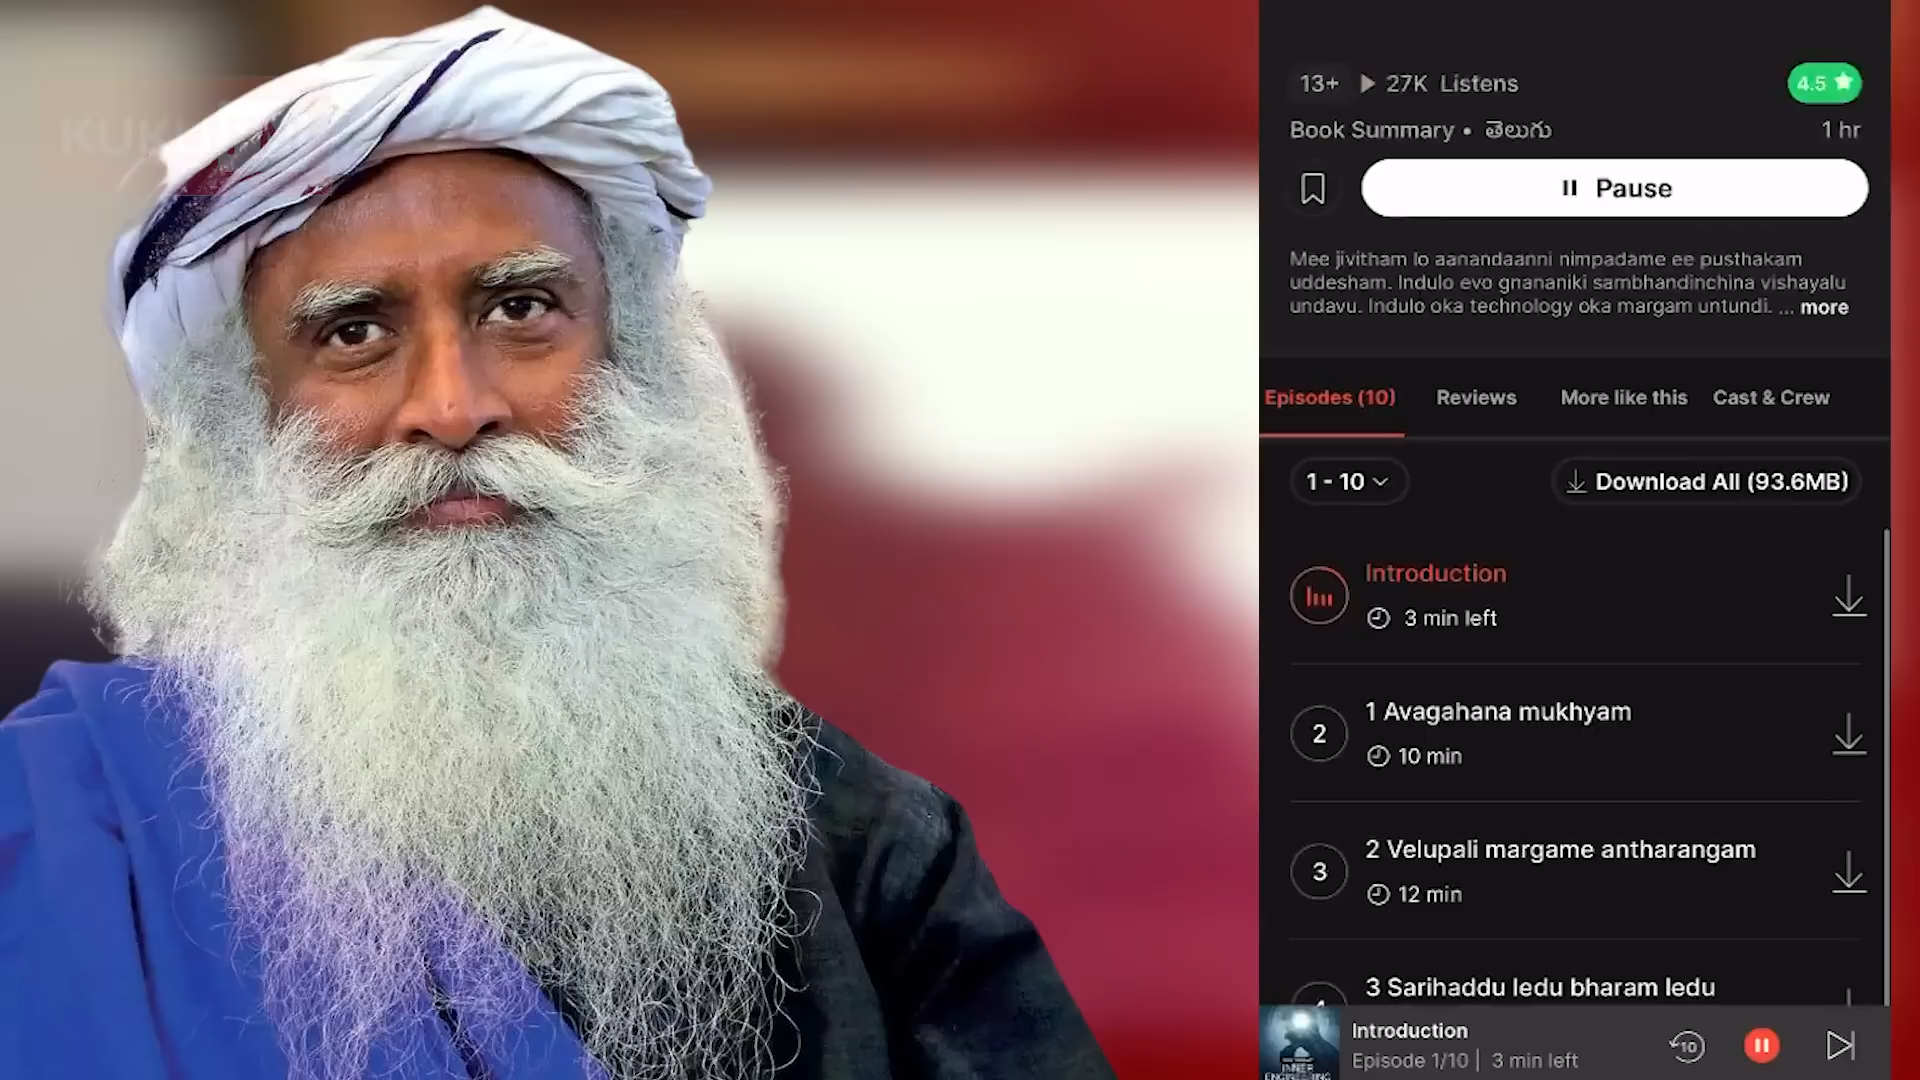 KUKU
13+ 27K Listens
4.5
Book Summary • తెలుగు
1 hr
Pause
Mee jivitham lo aanandaanni nimpadame ee pusthakam
uddesham. Indulo evo gnananiki sambhandinchina vishayalu
undavu. Indulo oka technology oka margam untundi. ... more
Episodes (10)
Reviews
More like this
Cast & Crew
1 - 10
Download All (93.6MB)
Introduction
3 min left
2
1 Avagahana mukhyam
10 min
3
2 Velupali margame antharangam
12 min
3 Sarihaddu ledu bharam ledu
INNER
ENGINEERING
Introduction
Episode 1/10 | 3 min left
10